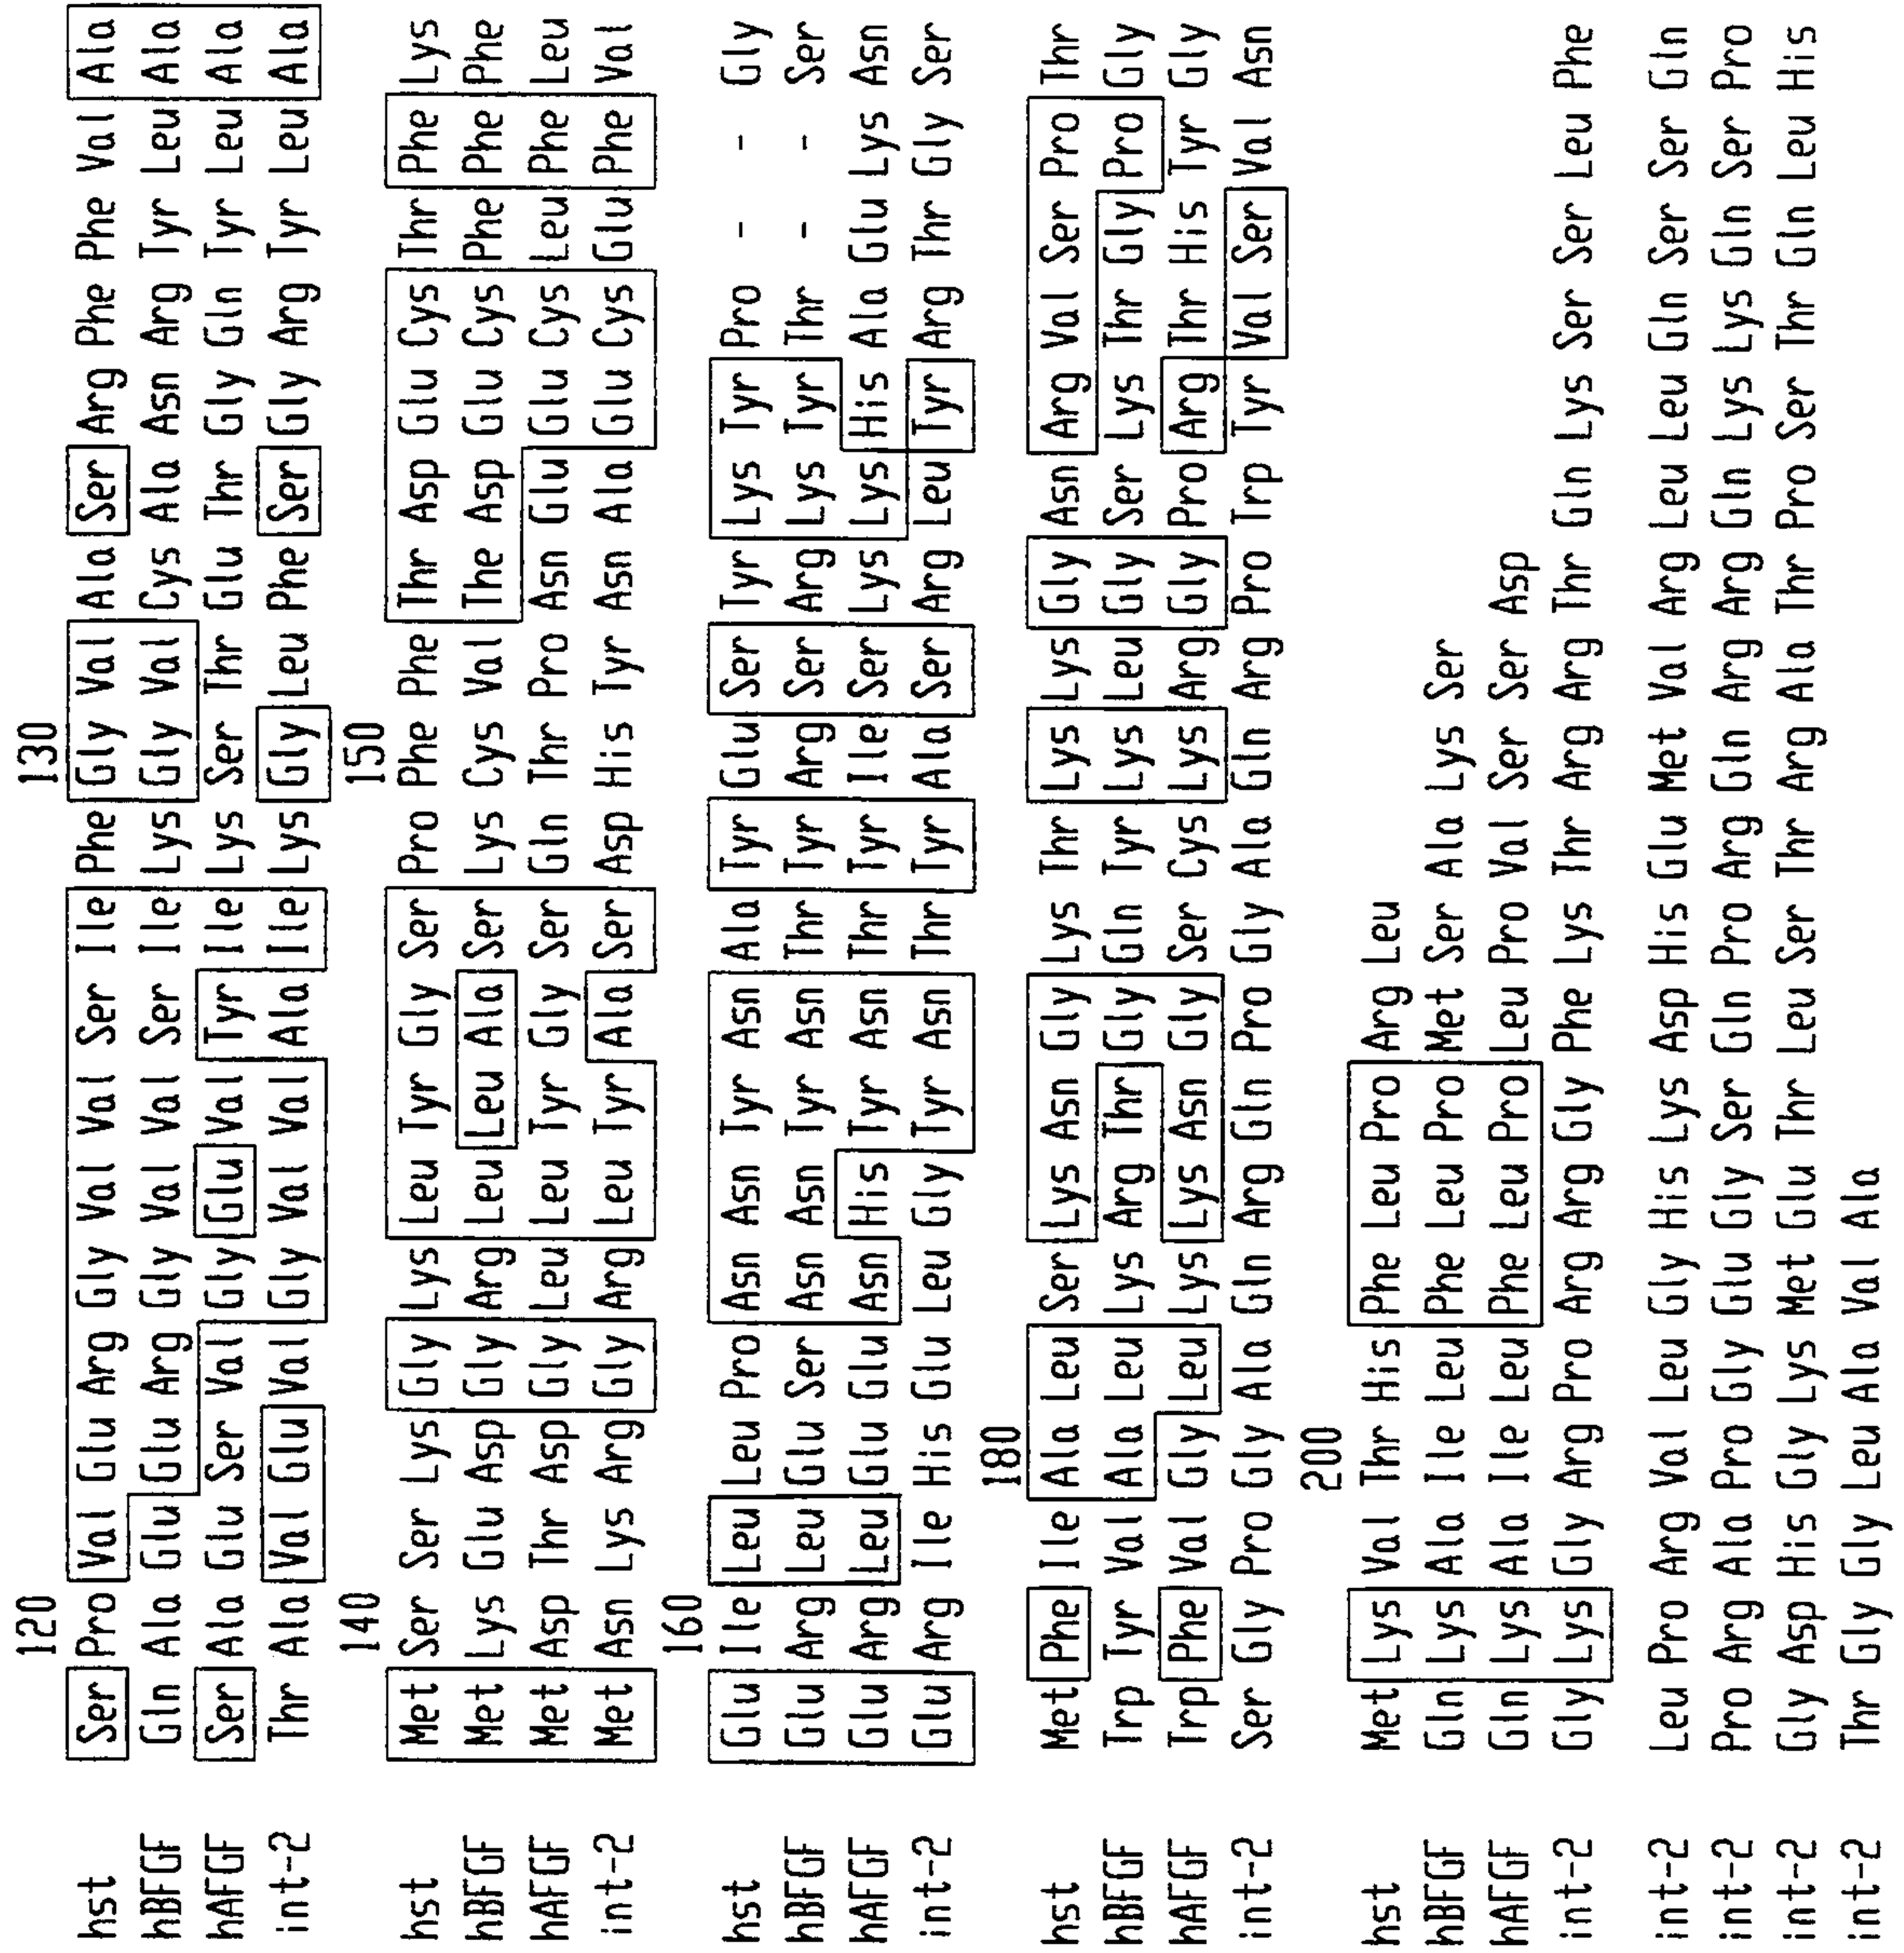 120 130
hst Ser Pro Val Glu Arg Gly Val Val Ser Ile Phe Gly Val Ala Ser Arg Phe Phe Val Ala
hBFGF Gln Ala Glu Glu Arg Gly Val Val Ser Ile Lys Gly Val Cys Ala Asn Arg Tyr Leu Ala
hAFGF Ser Ala Glu Ser Val Gly Glu Val Tyr Ile Lys Ser Thr Glu Thr Gly Gln Tyr Leu Ala
int-2 Thr Ala Val Glu Val Gly Val Val Ala Ile Lys Gly Leu Phe Ser Gly Arg Tyr Leu Ala
140 150
hst Met Ser Ser Lys Gly Lys Leu Tyr Gly Ser Pro Phe Phe Thr Asp Glu Cys Thr Phe Lys
hBFGF Met Lys Glu Asp Gly Arg Leu Leu Ala Ser Lys Cys Val The Asp Glu Cys Phe Phe Phe
hAFGF Met Asp Thr Asp Gly Leu Leu Tyr Gly Ser Gln Thr Pro Asn Glu Glu Cys Leu Phe Leu
int-2 Met Asn Lys Arg Gly Arg Leu Tyr Ala Ser Asp His Tyr Asn Ala Glu Cys Glu Phe Val
160
hst Glu Ile Leu Leu Pro Asn Asn Tyr Asn Ala Tyr Glu Ser Tyr Lys Tyr Pro - - Gly
hBFGF Glu Arg Leu Glu Ser Asn Asn Tyr Asn Thr Tyr Arg Ser Arg Lys Tyr Thr - - Ser
hAFGF Glu Arg Leu Glu Glu Asn His Tyr Asn Thr Tyr Ile Ser Lys Lys His Ala Glu Lys Asn
int-2 Glu Arg Ile His Glu Leu Gly Tyr Asn Thr Tyr Ala Ser Arg Leu Tyr Arg Thr Gly Ser
180
hst Met Phe Ile Ala Leu Ser Lys Asn Gly Lys Thr Lys Lys Gly Asn Arg Val Ser Pro Thr
hBFGF Trp Tyr Val Ala Leu Lys Arg Thr Gly Gln Tyr Lys Leu Gly Ser Lys Thr Gly Pro Gly
hAFGF Trp Phe Val Gly Leu Lys Lys Asn Gly Ser Cys Lys Arg Gly Pro Arg Thr His Tyr Gly
int-2 Ser Gly Pro Gly Ala Gln Arg Gln Pro Gly Ala Gln Arg Pro Trp Tyr Val Ser Val Asn
200
hst Met Lys Val Thr His Phe Leu Pro Arg Leu
hBFGF Gln Lys Ala Ile Leu Phe Leu Pro Met Ser Ala Lys Ser
hAFGF Gln Lys Ala Ile Leu Phe Leu Pro Leu Pro Val Ser Ser Asp
int-2 Gly Lys Gly Arg Pro Arg Arg Gly Phe Lys Thr Arg Arg Thr Gln Lys Ser Ser Leu Phe
int-2 Leu Pro Arg Val Leu Gly His Lys Asp His Glu Met Val Arg Leu Leu Gln Ser Ser Gln
int-2 Pro Arg Ala Pro Gly Glu Gly Ser Gln Pro Arg Gln Arg Arg Gln Lys Lys Gln Ser Pro
int-2 Gly Asp His Gly Lys Met Glu Thr Leu Ser Thr Arg Ala Thr Pro Ser Thr Gln Leu His
int-2 Thr Gly Gly Leu Ala Val Ala